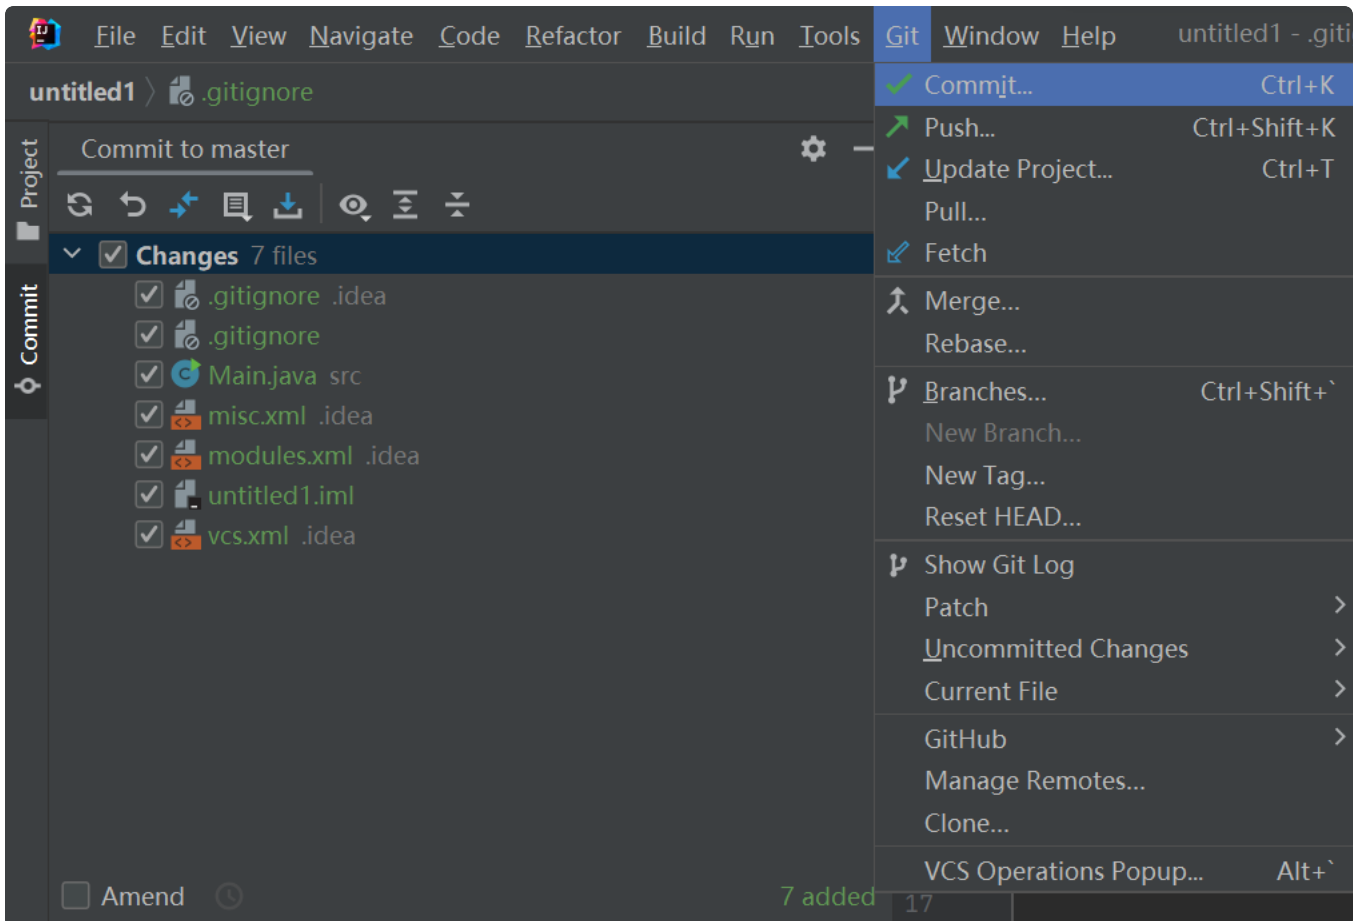 File Edit View Navigate Code Refactor Build Run Tools Git Window Help untitled1 - .giti
untitled1 .gitignore
Project
Commit
Commit to master
Changes 7 files
.gitignore .idea
.gitignore
Main.java src
misc.xml .idea
modules.xml .idea
untitled1.iml
vcs.xml .idea
Amend
7 added
Commit... Ctrl+K
Push... Ctrl+Shift+K
Update Project... Ctrl+T
Pull...
Fetch
Merge...
Rebase...
Branches... Ctrl+Shift+`
New Branch...
New Tag...
Reset HEAD...
Show Git Log
Patch
Uncommitted Changes
Current File
GitHub
Manage Remotes...
Clone...
VCS Operations Popup... Alt+`
17